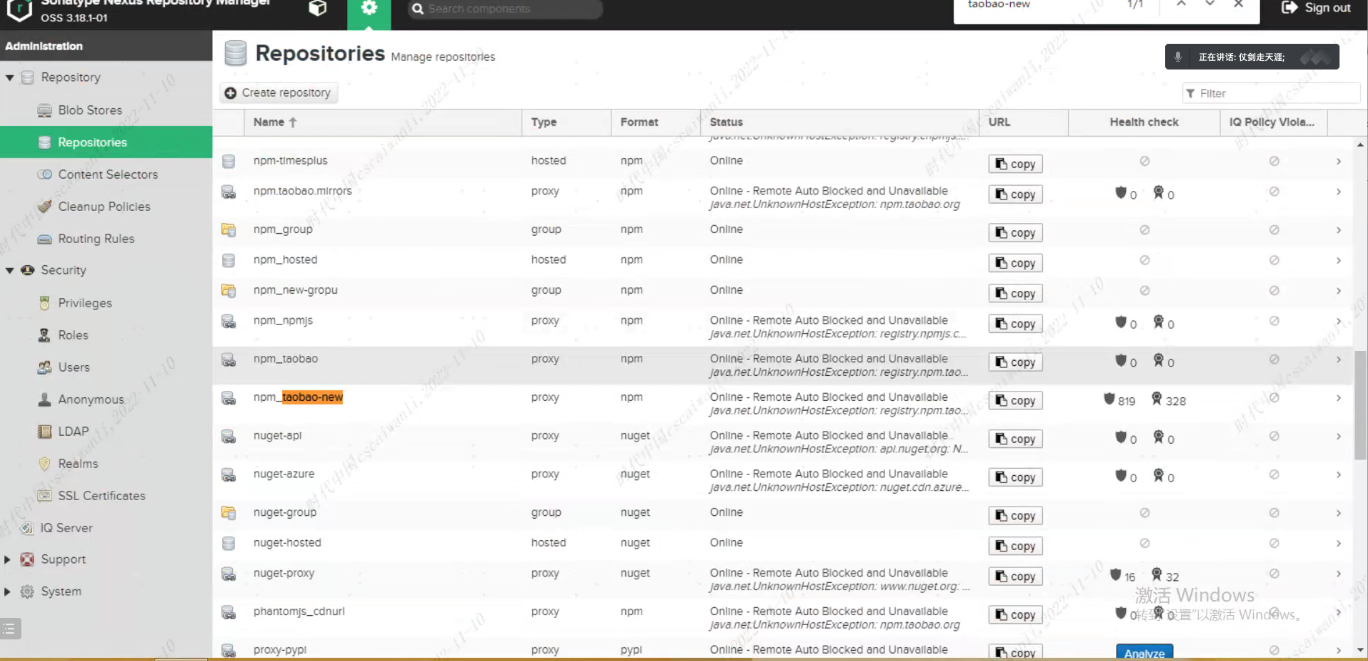 Sonatype Nexus Repository Manager
OSS 3.18.1-01
Search components
taobao-new 1/1
Sign out
Administration
Repository
Blob Stores
Repositories
Content Selectors
Cleanup Policies
Routing Rules
Security
Privileges
Roles
Users
Anonymous
LDAP
Realms
SSL Certificates
IQ Server
Support
System
Repositories Manage repositories
正在讲话: 仗剑走天涯;
Create repository
Filter
Name Type Format Status URL Health check IQ Policy Viola...
java.net.UnknownHostException: registry.cnpmjs....
npm-timesplus hosted npm Online copy
npm.taobao.mirrors proxy npm Online - Remote Auto Blocked and Unavailable copy 0 0
java.net.UnknownHostException: npm.taobao.org
npm_group group npm Online copy
npm_hosted hosted npm Online copy
npm_new-gropu group npm Online copy
npm_npmjs proxy npm Online - Remote Auto Blocked and Unavailable copy 0 0
java.net.UnknownHostException: registry.npmjs.c...
npm_taobao proxy npm Online - Remote Auto Blocked and Unavailable copy 0 0
java.net.UnknownHostException: registry.npm.tao...
npm_taobao-new proxy npm Online - Remote Auto Blocked and Unavailable copy 819 328
java.net.UnknownHostException: registry.npm.tao...
nuget-api proxy nuget Online - Remote Auto Blocked and Unavailable copy 0 0
java.net.UnknownHostException: api.nuget.org: N...
nuget-azure proxy nuget Online - Remote Auto Blocked and Unavailable copy 0 0
java.net.UnknownHostException: nuget.cdn.azure...
nuget-group group nuget Online copy
nuget-hosted hosted nuget Online copy
nuget-proxy proxy nuget Online - Remote Auto Blocked and Unavailable copy 16 32
java.net.UnknownHostException: www.nuget.org: ...
phantomjs_cdnurl proxy npm Online - Remote Auto Blocked and Unavailable copy 0 0
java.net.UnknownHostException: npm.taobao.org
proxy-pypi proxy pypi Online - Remote Auto Blocked and Unavailable copy Analyze
激活 Windows
转到"设置"以激活 Windows。